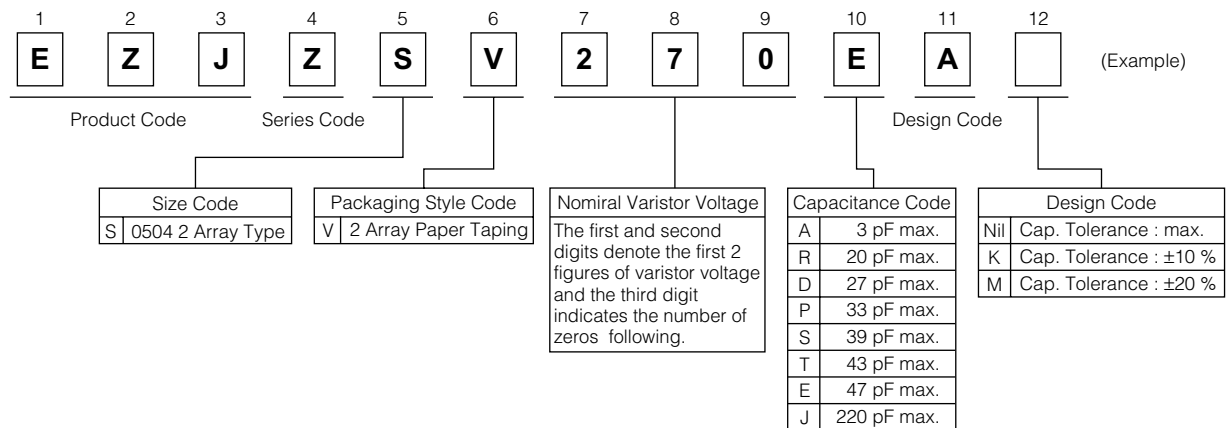 1 2 3 4 5 6 7 8 9 10 11 12
E Z J Z S V 2 7 0 E A (Example)
Product Code Series Code Design Code
Size Code
S 0504 2 Array Type
Packaging Style Code
V 2 Array Paper Taping
Nomiral Varistor Voltage
The first and second
digits denote the first 2
figures of varistor voltage
and the third digit
indicates the number of
zeros following.
Capacitance Code
A 3 pF max.
R 20 pF max.
D 27 pF max.
P 33 pF max.
S 39 pF max.
T 43 pF max.
E 47 pF max.
J 220 pF max.
Design Code
Nil Cap. Tolerance : max.
K Cap. Tolerance : ±10 %
M Cap. Tolerance : ±20 %